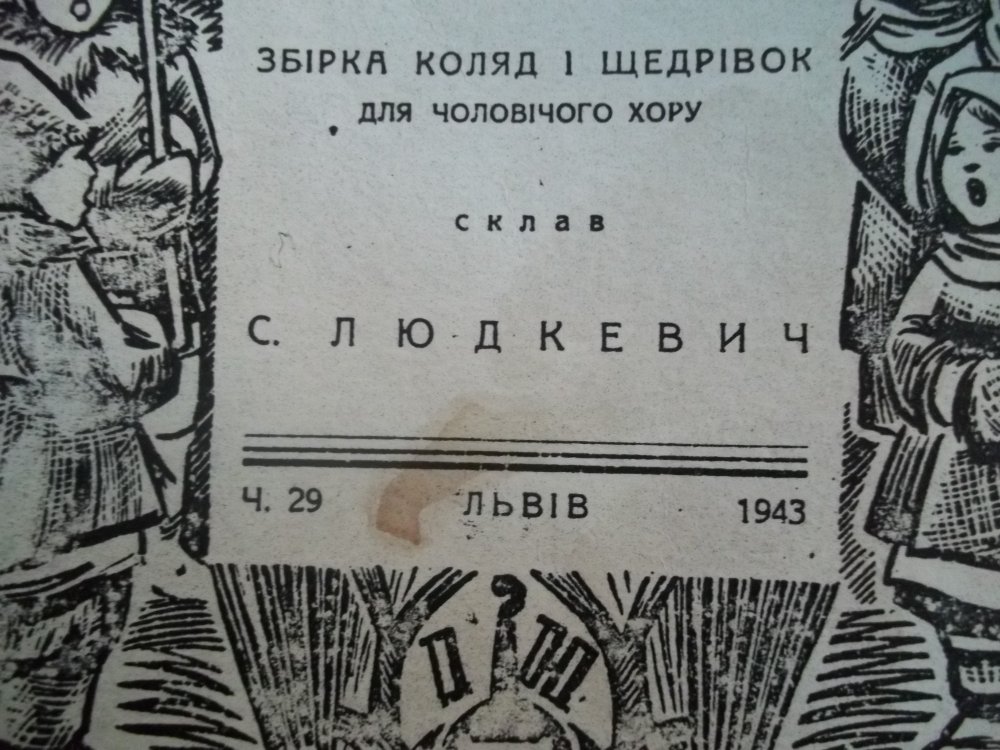 ЗБІРКА КОЛЯД І ЩЕДРІВОК
ДЛЯ ЧОЛОВІЧОГО ХОРУ
склав
С. ЛЮДКЕВИЧ
Ч. 29 ЛЬВІВ 1943